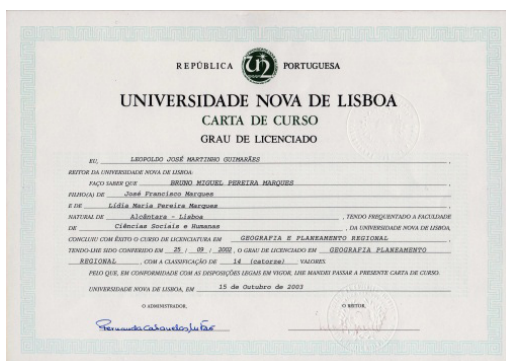 REPÚBLICA PORTUGUESA
UNIVERSIDADE NOVA DE LISBOA
CARTA DE CURSO
GRAU DE LICENCIADO
EU, LEOPOLDO JOSÉ MARTINHO GUIMARÃES,
REITOR DA UNIVERSIDADE NOVA DE LISBOA:
FAÇO SABER QUE BRUNO MIGUEL PEREIRA MARQUES,
FILHO(A) DE José Francisco Marques
E DE Lídia Maria Pereira Marques
NATURAL DE Alcântara - Lisboa, TENDO FREQUENTADO A FACULDADE
DE Ciências Sociais e Humanas, DA UNIVERSIDADE NOVA DE LISBOA,
CONCLUIU COM ÊXITO O CURSO DE LICENCIATURA EM GEOGRAFIA E PLANEAMENTO REGIONAL
TENDO-LHE SIDO CONFERIDO EM 25 / 09 / 2002, O GRAU DE LICENCIADO EM GEOGRAFIA PLANEAMENTO
REGIONAL, COM A CLASSIFICAÇÃO DE 14 (catorze) VALORES.
PELO QUE, EM CONFORMIDADE COM AS DISPOSIÇÕES LEGAIS EM VIGOR, LHE MANDEI PASSAR A PRESENTE CARTA DE CURSO.
UNIVERSIDADE NOVA DE LISBOA, EM 15 de Outubro de 2003
O ADMINISTRADOR, O REITOR,